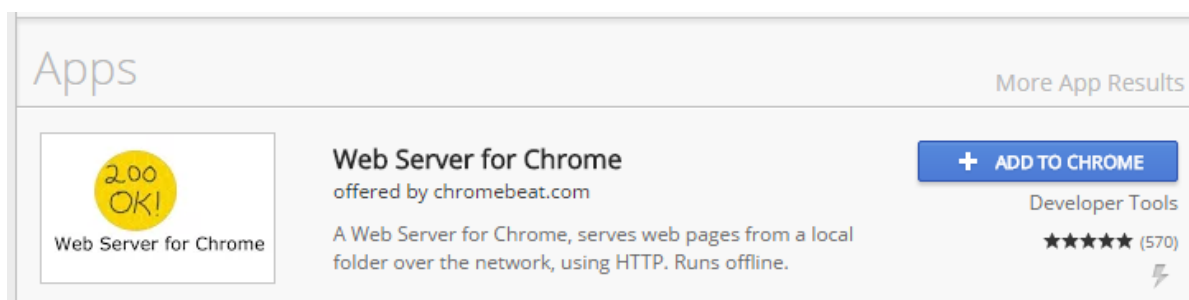 Apps
More App Results
200
OK!
Web Server for Chrome
Web Server for Chrome
offered by chromebeat.com
A Web Server for Chrome, serves web pages from a local
folder over the network, using HTTP. Runs offline.
+ ADD TO CHROME
Developer Tools
★★★★★ (570)